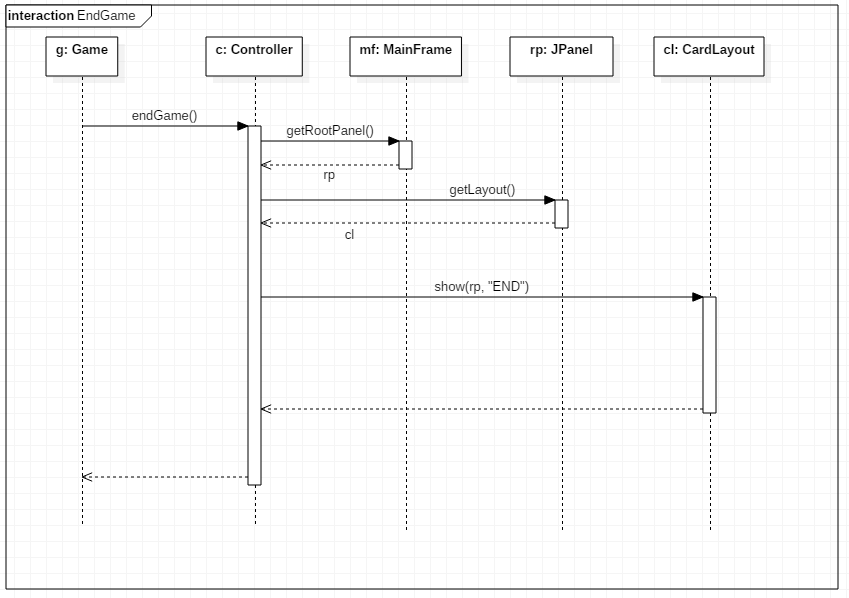 interaction EndGame
g: Game
c: Controller
mf: MainFrame
rp: JPanel
cl: CardLayout
endGame()
getRootPanel()
rp
getLayout()
cl
show(rp, "END")